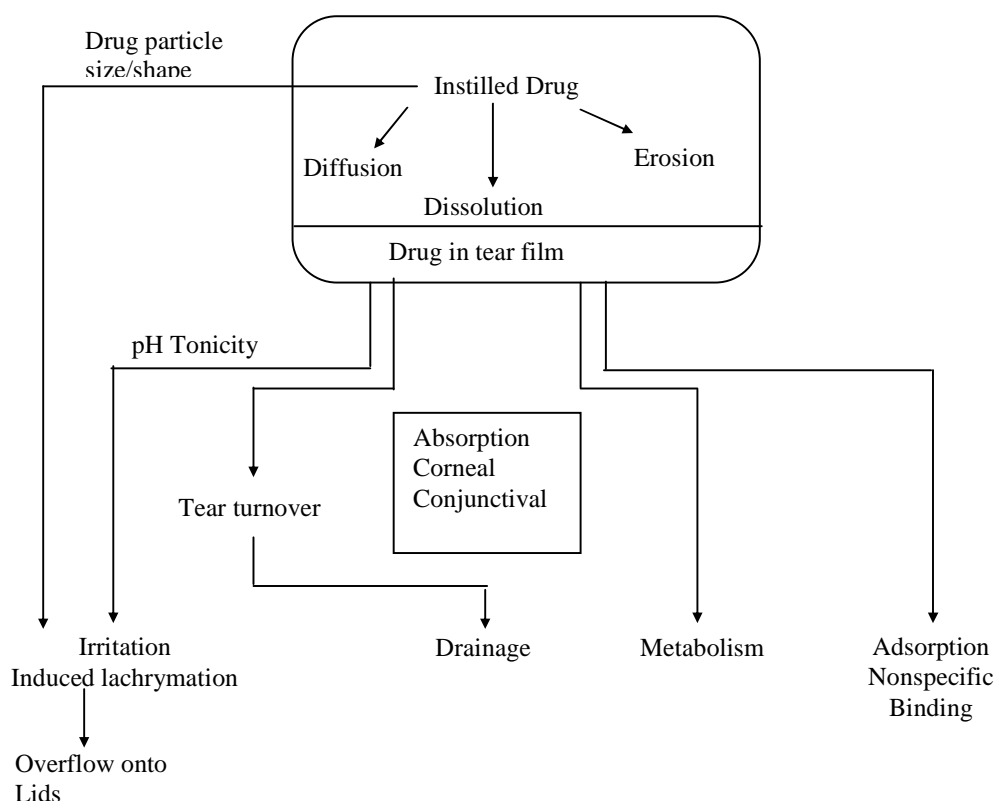 Drug particle
size/shape
Instilled Drug
Diffusion
Erosion
Dissolution
Drug in tear film
pH Tonicity
Absorption
Corneal
Conjunctival
Tear turnover
Irritation
Induced lachrymation
Drainage
Metabolism
Adsorption
Nonspecific
Binding
Overflow onto
Lids